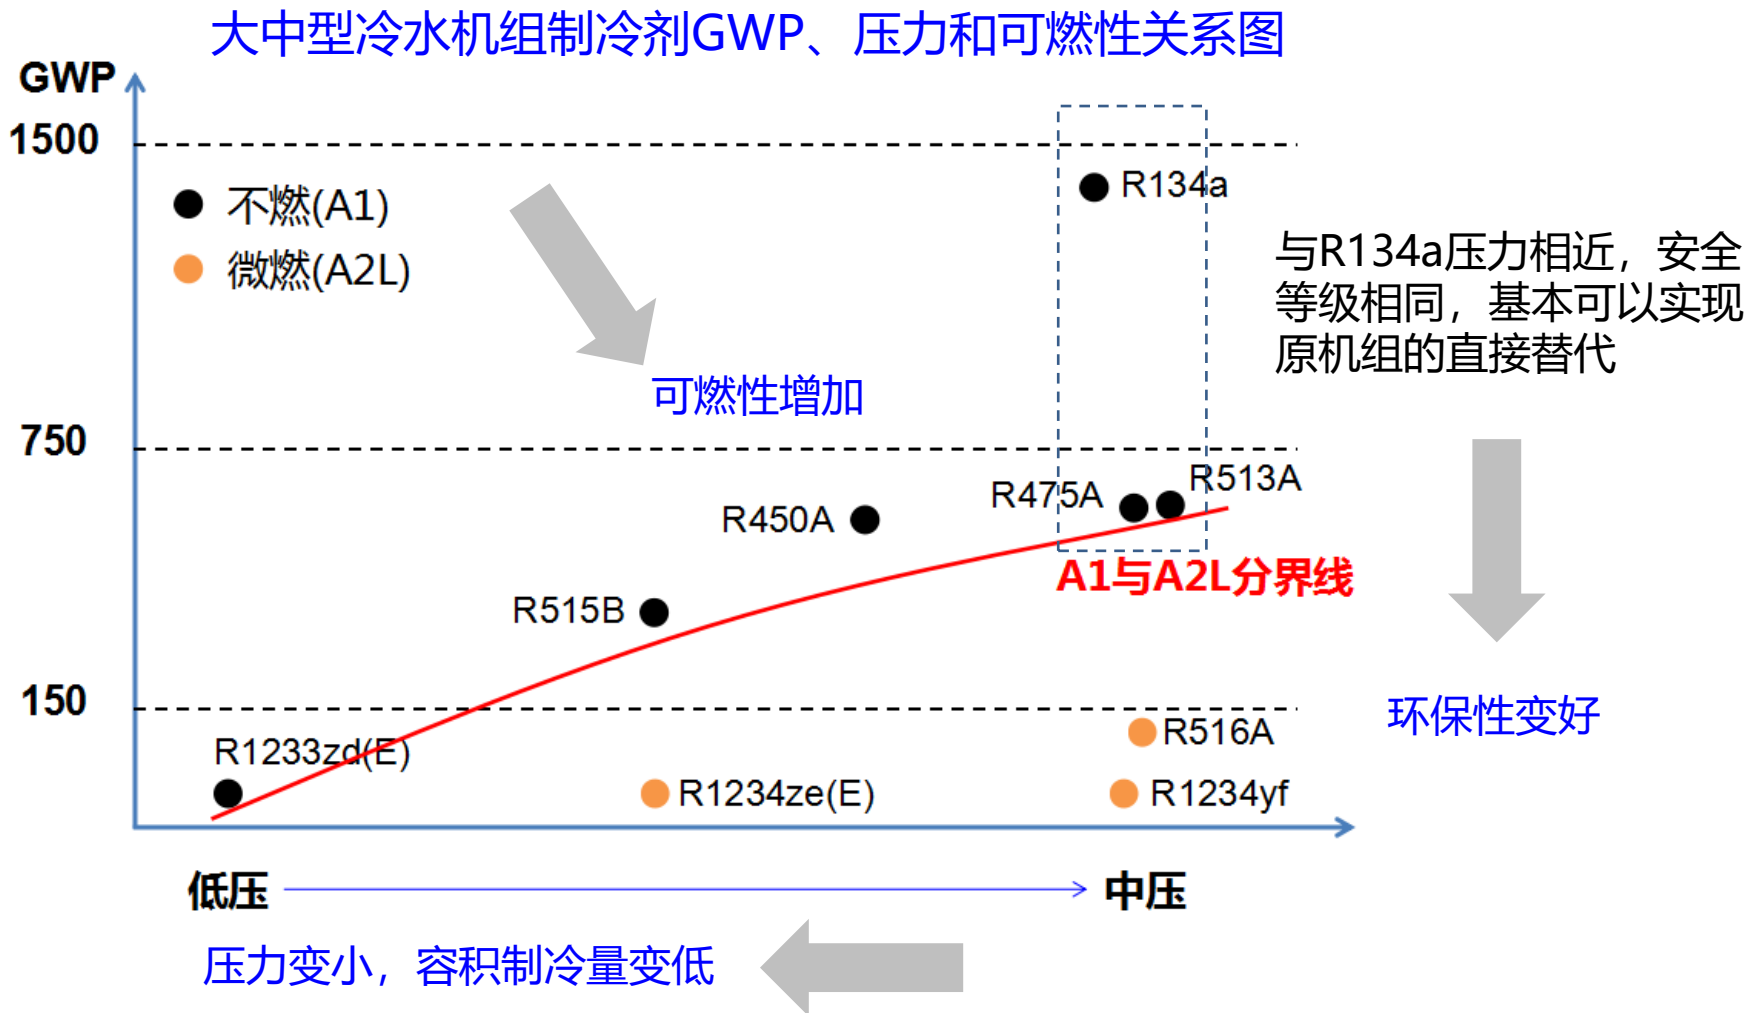 大中型冷水机组制冷剂GWP、压力和可燃性关系图
GWP
1500
R134a
不燃(A1)
微燃(A2L)
与R134a压力相近，安全
等级相同，基本可以实现
原机组的直接替代
可燃性增加
750
R475A
R513A
R450A
A1与A2L分界线
R515B
150
环保性变好
R516A
R1233zd(E)
R1234ze(E)
R1234yf
低压
中压
压力变小，容积制冷量变低